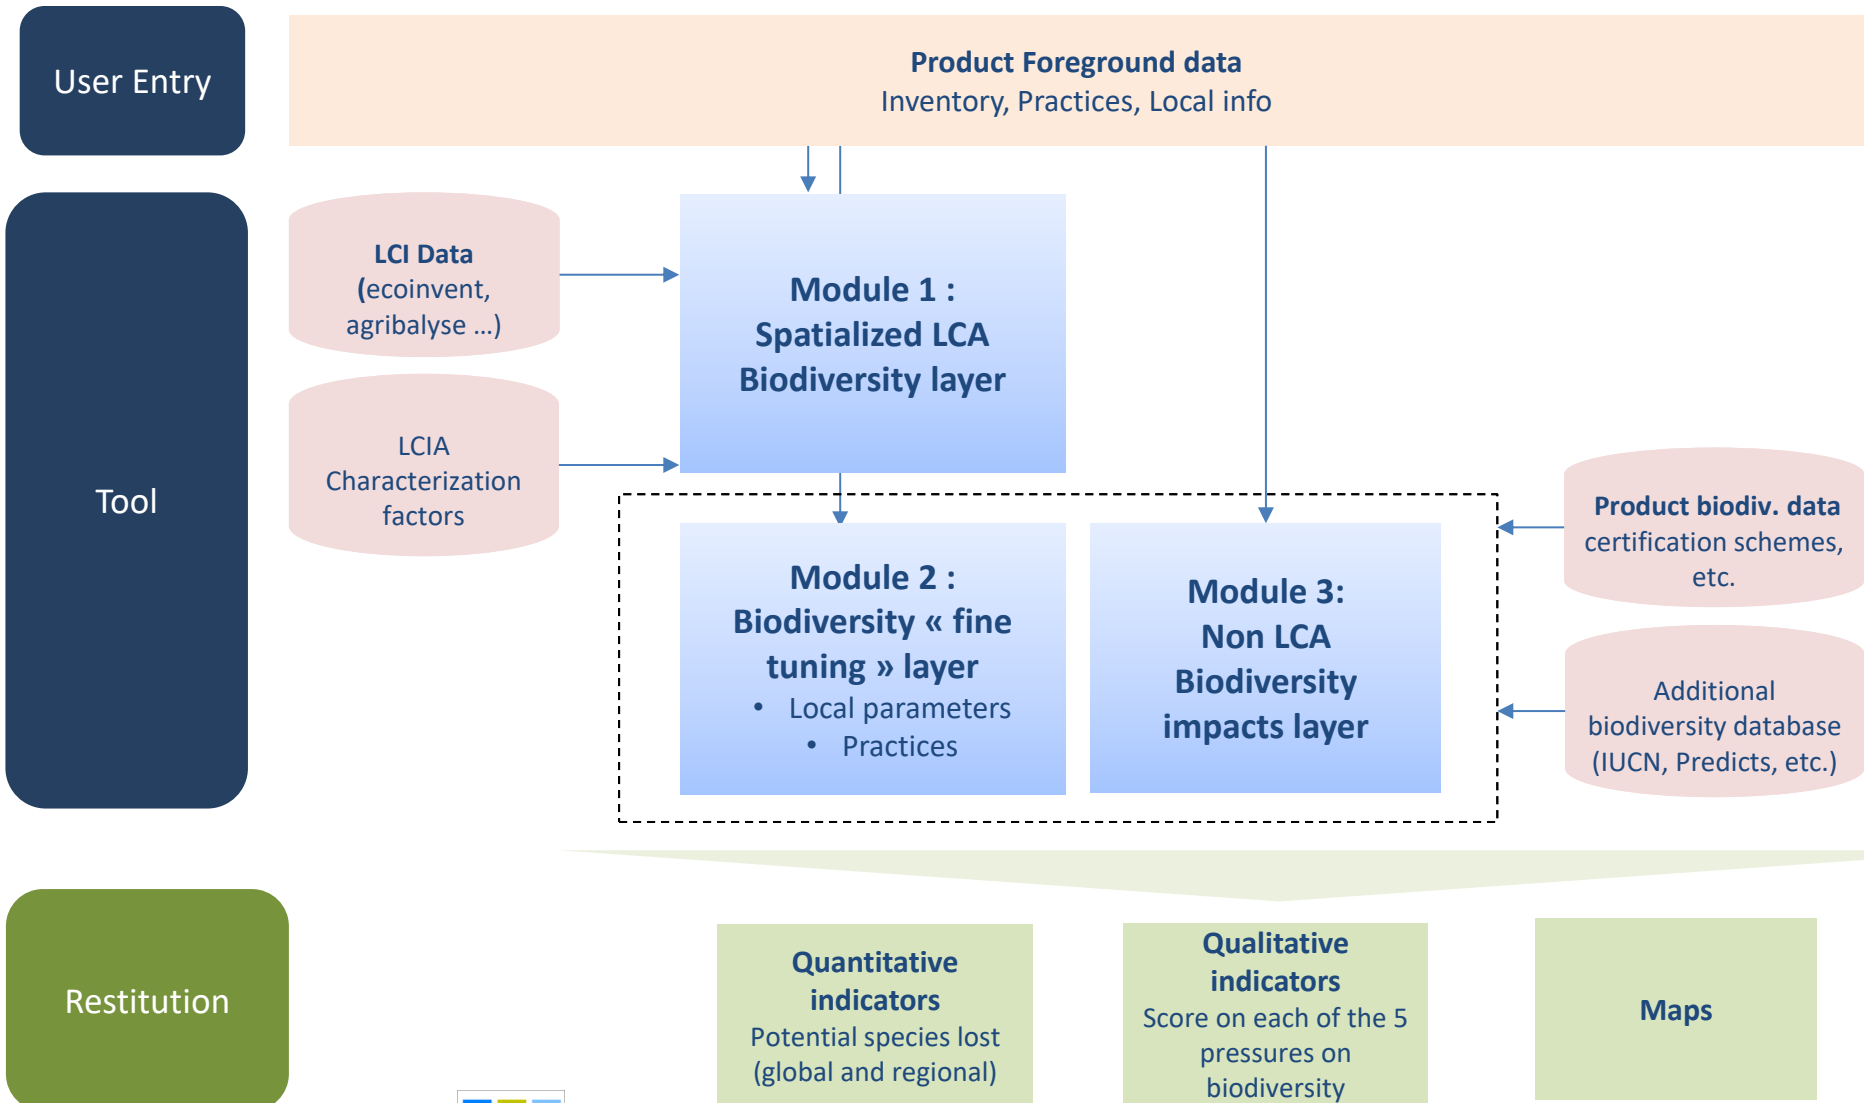 User Entry
Product Foreground data
Inventory, Practices, Local info
Tool
LCI Data
(ecoinvent,
agribalyse ...)
LCIA
Characterization
factors
Module 1 :
Spatialized LCA
Biodiversity layer
Module 2 :
Biodiversity « fine
tuning » layer
• Local parameters
• Practices
Module 3:
Non LCA
Biodiversity
impacts layer
Product biodiv. data
certification schemes,
etc.
Additional
biodiversity database
(IUCN, Predicts, etc.)
Restitution
Quantitative
indicators
Potential species lost
(global and regional)
Qualitative
indicators
Score on each of the 5
pressures on
biodiversity
Maps